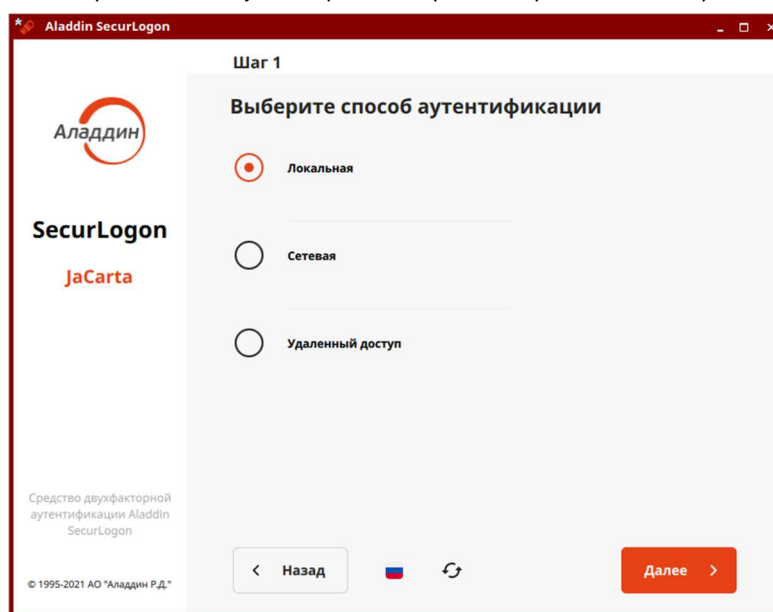 Aladdin SecurLogon
Шаг 1
Аладдин
SecurLogon
JaCarta
Средство двухфакторной
аутентификации Aladdin
SecurLogon
© 1995-2021 АО "Аладдин Р.Д."
Выберите способ аутентификации
Локальная
Сетевая
Удаленный доступ
Назад
Далее